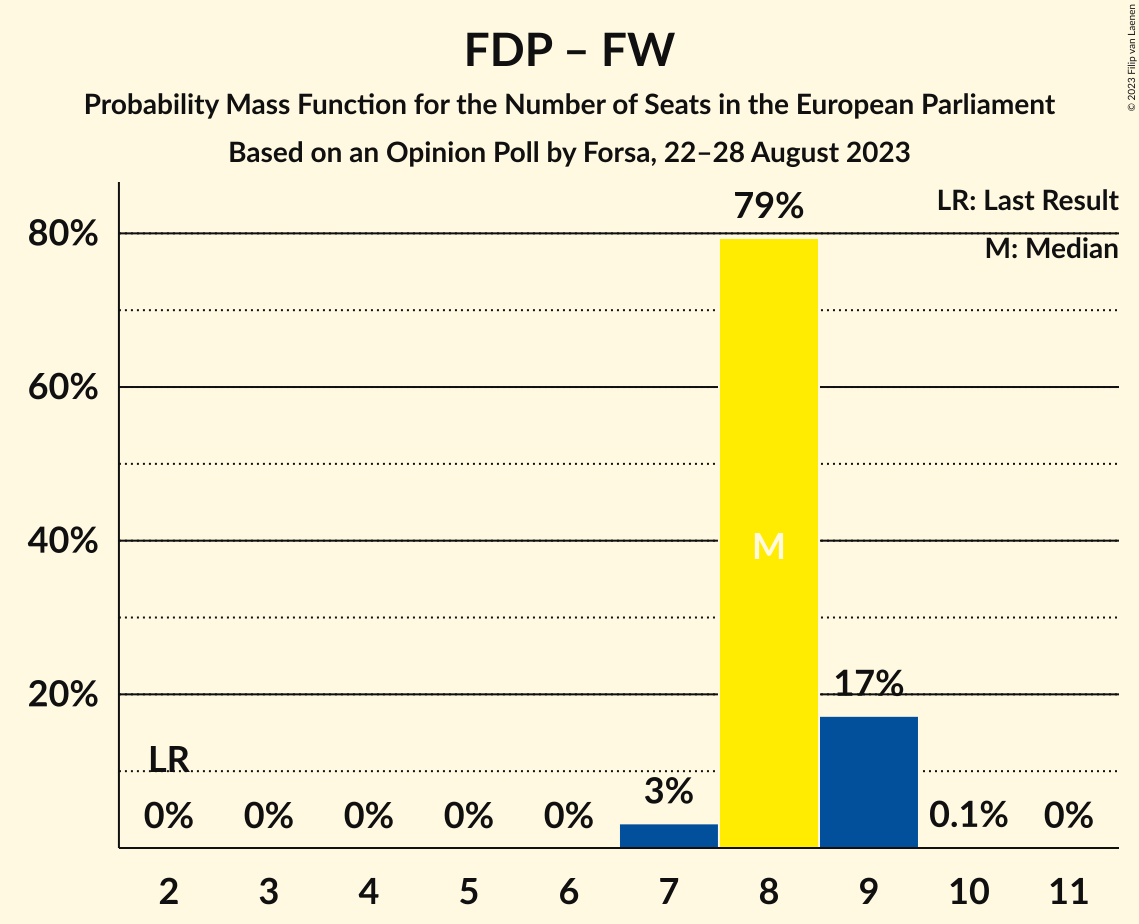 FDP – FW
Probability Mass Function for the Number of Seats in the European Parliament
Based on an Opinion Poll by Forsa, 22–28 August 2023
© 2023 Filip van Laenen
LR: Last Result
M: Median
80%
60%
40%
20%
79%
M
17%
LR
3%
0% 0% 0% 0% 0% 0.1% 0%
2 3 4 5 6 7 8 9 10 11